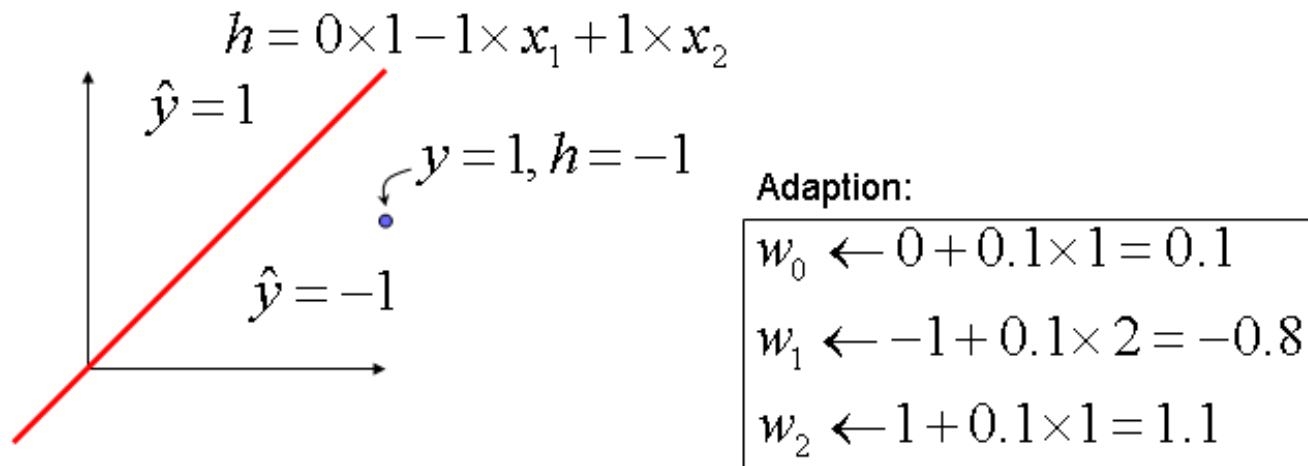 h = 0×1−1×x₁+1×x₂
ŷ = 1
y = 1, h = −1
ŷ = −1
Adaption:
w₀ ← 0+0.1×1 = 0.1
w₁ ← −1+0.1×2 = −0.8
w₂ ← 1+0.1×1 = 1.1